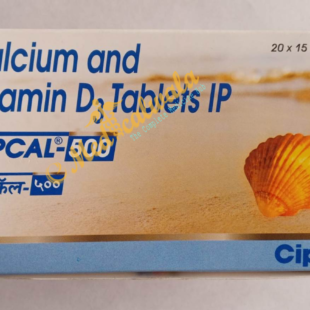 alcium and
amin D3 Tablets IP
20 x 15
PCAL®-500
कॅल-५००
Cip